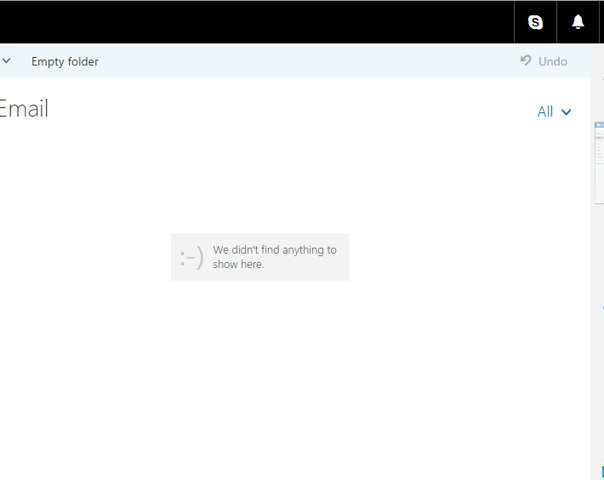 Empty folder
Undo
Email
All
:-)
We didn't find anything to
show here.